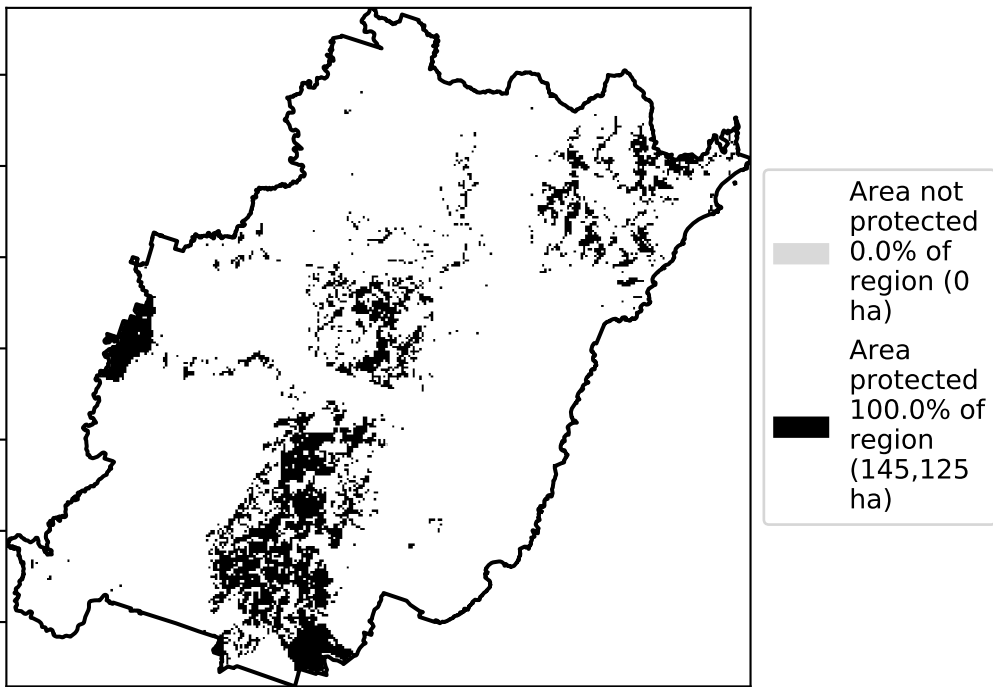 Area not
protected
0.0% of
region (0
ha)
Area
protected
100.0% of
region
(145,125
ha)